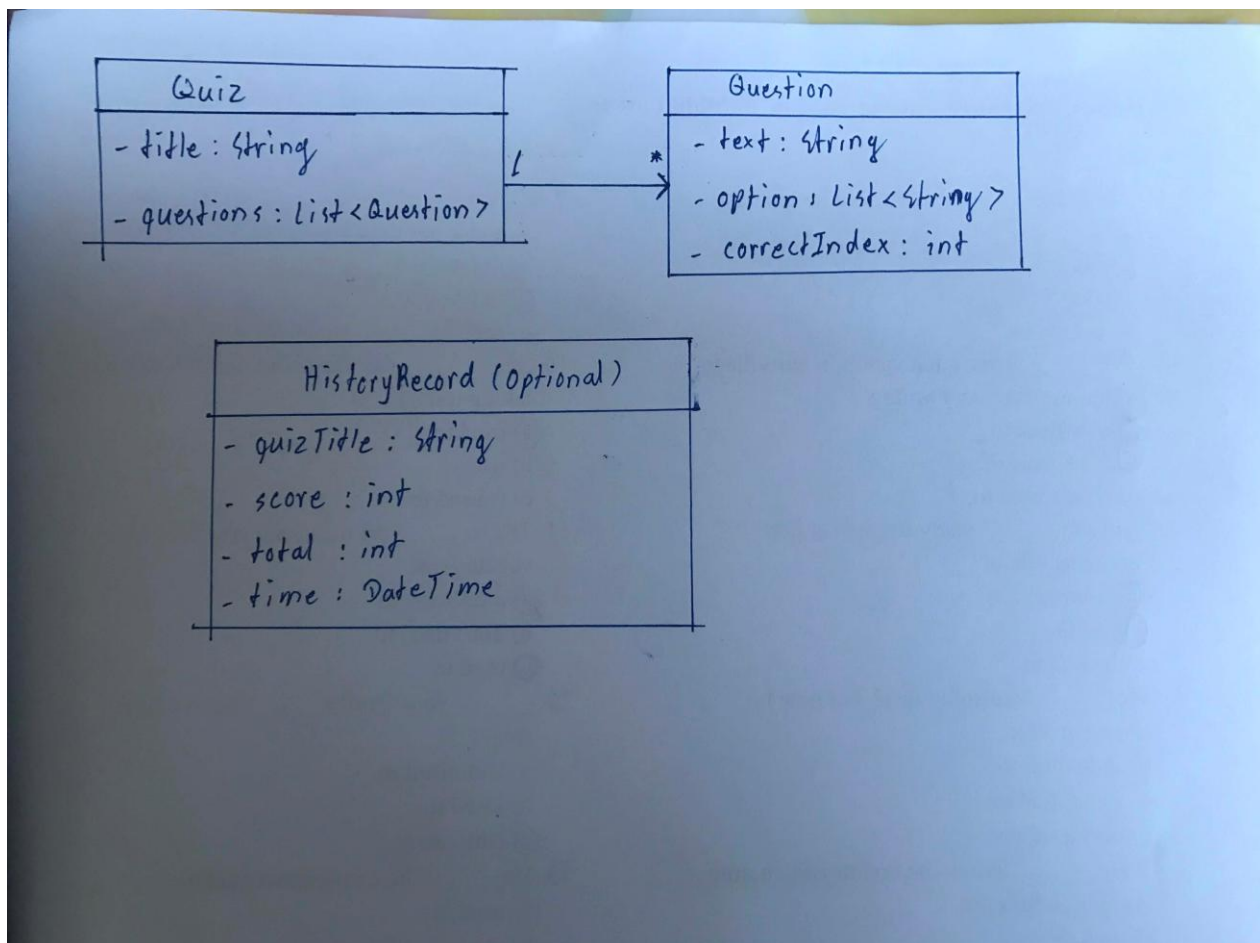 Quiz
- title : String
- questions : List<Question>
1
*
Question
- text : String
- option : List<String>
- correctIndex : int
HistoryRecord (Optional)
- quizTitle : String
- score : int
- total : int
- time : DateTime